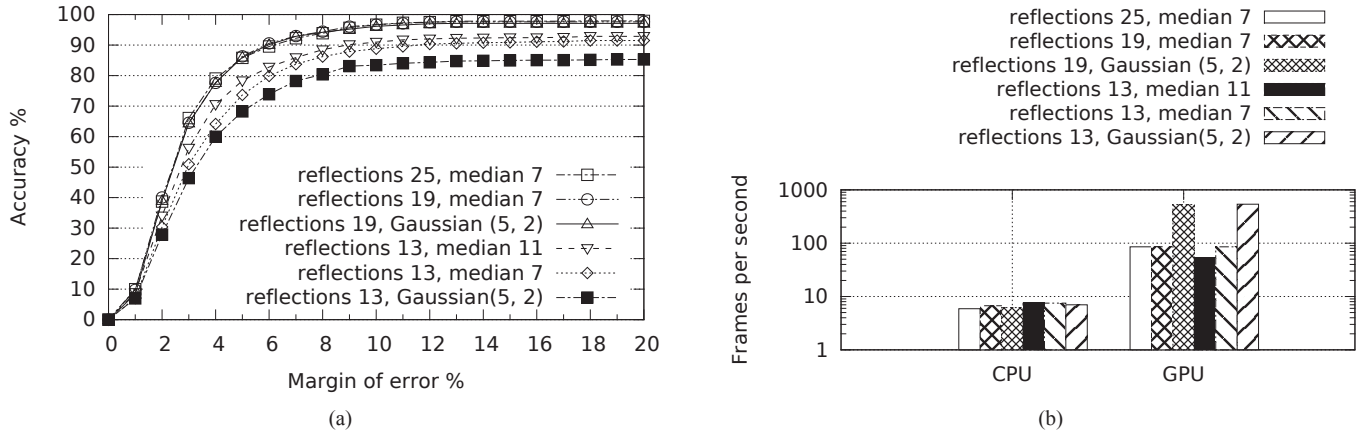 100
90
80
70
60
50
40
30
20
10
0
Accuracy %
reflections 25, median 7
reflections 19, median 7
reflections 19, Gaussian (5, 2)
reflections 13, median 11
reflections 13, median 7
reflections 13, Gaussian(5, 2)
0 2 4 6 8 10 12 14 16 18 20
Margin of error %
(a)
reflections 25, median 7
reflections 19, median 7
reflections 19, Gaussian (5, 2)
reflections 13, median 11
reflections 13, median 7
reflections 13, Gaussian(5, 2)
1000
100
10
1
Frames per second
CPU GPU
(b)